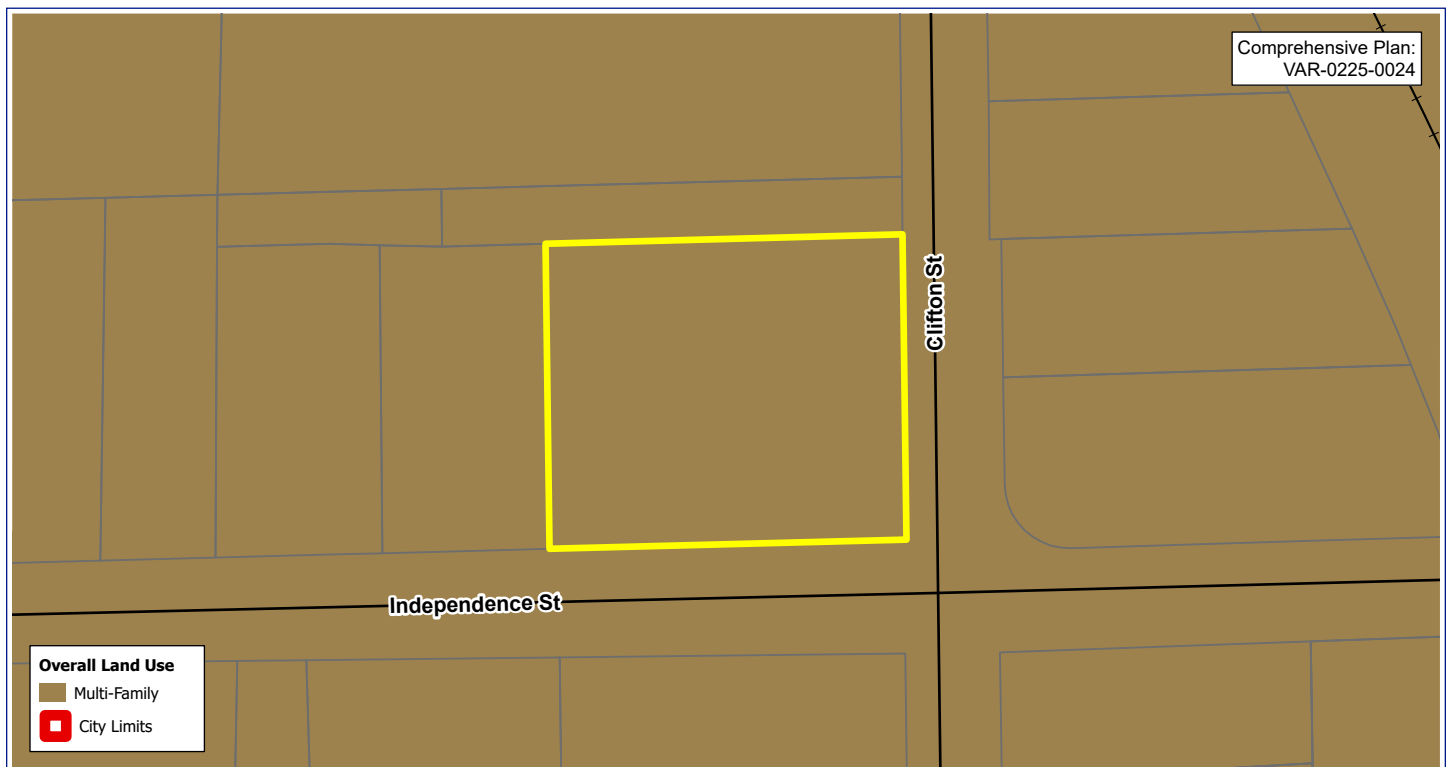 Comprehensive Plan:
VAR-0225-0024
Clifton St
Independence St
Overall Land Use
Multi-Family
City Limits